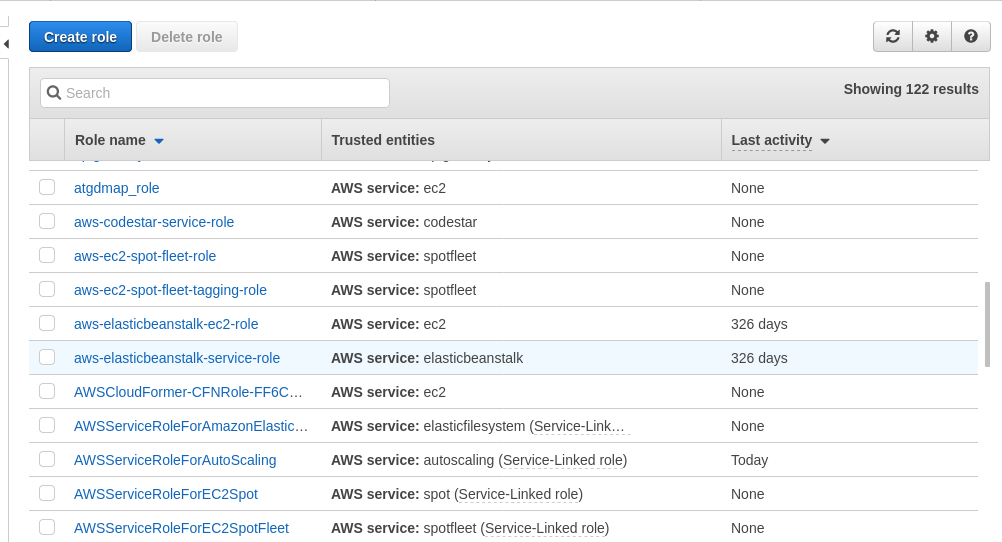 Create role Delete role
Search Showing 122 results
Role name Trusted entities Last activity
atgdmap_role AWS service: ec2 None
aws-codestar-service-role AWS service: codestar None
aws-ec2-spot-fleet-role AWS service: spotfleet None
aws-ec2-spot-fleet-tagging-role AWS service: spotfleet None
aws-elasticbeanstalk-ec2-role AWS service: ec2 326 days
aws-elasticbeanstalk-service-role AWS service: elasticbeanstalk 326 days
AWSCloudFormer-CFNRole-FF6C… AWS service: ec2 None
AWSServiceRoleForAmazonElastic… AWS service: elasticfilesystem (Service-Link… None
AWSServiceRoleForAutoScaling AWS service: autoscaling (Service-Linked role) Today
AWSServiceRoleForEC2Spot AWS service: spot (Service-Linked role) None
AWSServiceRoleForEC2SpotFleet AWS service: spotfleet (Service-Linked role) None